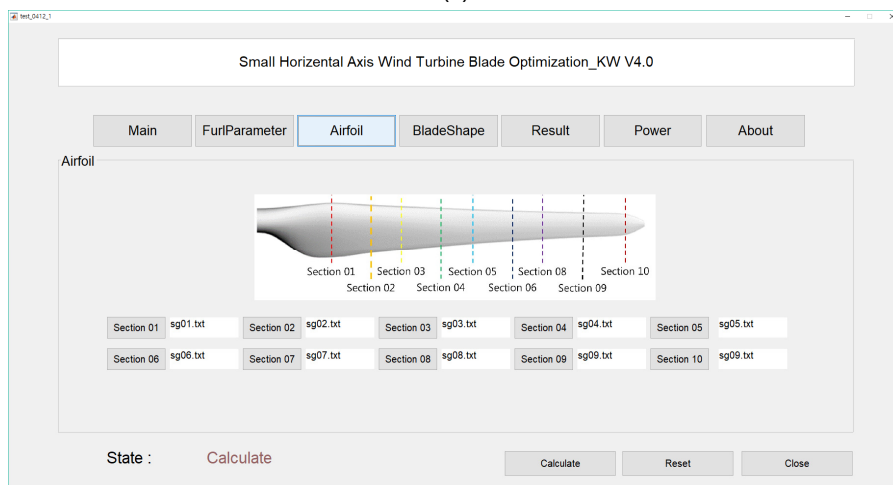 test_0412_1
Small Horizental Axis Wind Turbine Blade Optimization_KW V4.0
Main FurlParameter Airfoil BladeShape Result Power About
Airfoil
Section 01 Section 03 Section 05 Section 08 Section 10
Section 02 Section 04 Section 06 Section 09
Section 01 sg01.txt Section 02 sg02.txt Section 03 sg03.txt Section 04 sg04.txt Section 05 sg05.txt
Section 06 sg06.txt Section 07 sg07.txt Section 08 sg08.txt Section 09 sg09.txt Section 10 sg09.txt
State : Calculate Calculate Reset Close